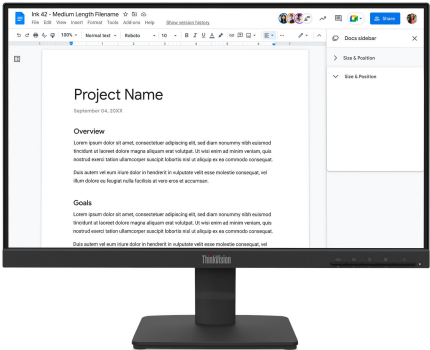 Ink 42 - Medium Length Filename
File Edit View Insert Format Tools Add-ons Help See version history
Share
100% Normal text Roboto 10
Docs sidebar
Size & Position
Size & Position
Project Name
September 04, 20XX
Overview
Lorem ipsum dolor sit amet, consectetuer adipiscing elit, sed diam nonummy nibh euismod
tincidunt ut laoreet dolore magna aliquam erat volutpat. Ut wisi enim ad minim veniam, quis
nostrud exerci tation ullamcorper suscipit lobortis nisl ut aliquip ex ea commodo consequat.
Duis autem vel eum iriure dolor in hendrerit in vulputate velit esse molestie consequat, vel
illum dolore eu feugiat nulla facilisis at vero eros et accumsan.
Goals
Lorem ipsum dolor sit amet, consectetuer adipiscing elit, sed diam nonummy nibh euismod
tincidunt ut laoreet dolore magna aliquam erat volutpat. Ut wisi enim ad minim veniam, quis
nostrud exerci tation ullamcorper suscipit lobortis nisl ut aliquip ex ea commodo consequat.
Duis autem vel eum iriure dolor in hendrerit in vulputate velit esse molestie consequat, vel
ThinkVision